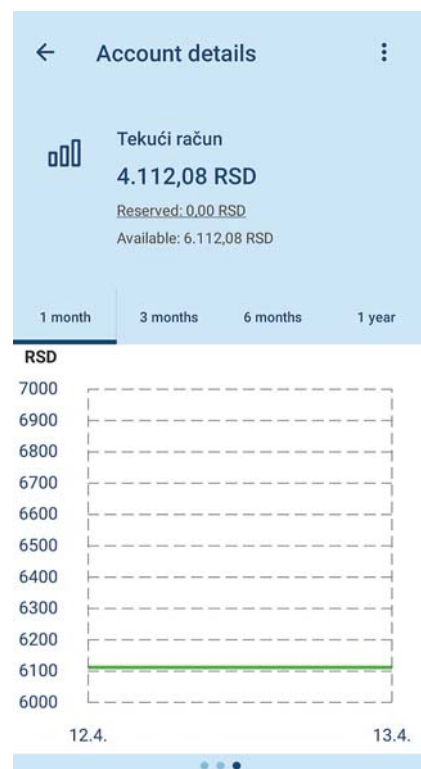 Account details
Tekući račun
4.112,08 RSD
Reserved: 0,00 RSD
Available: 6.112,08 RSD
1 month 3 months 6 months 1 year
RSD
7000
6900
6800
6700
6600
6500
6400
6300
6200
6100
6000
12.4. 13.4.